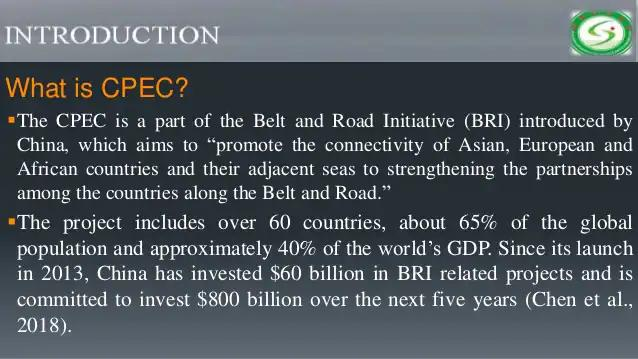 INTRODUCTION
What is CPEC?
▪The CPEC is a part of the Belt and Road Initiative (BRI) introduced by
China, which aims to “promote the connectivity of Asian, European and
African countries and their adjacent seas to strengthening the partnerships
among the countries along the Belt and Road.”
▪The project includes over 60 countries, about 65% of the global
population and approximately 40% of the world’s GDP. Since its launch
in 2013, China has invested $60 billion in BRI related projects and is
committed to invest $800 billion over the next five years (Chen et al.,
2018).